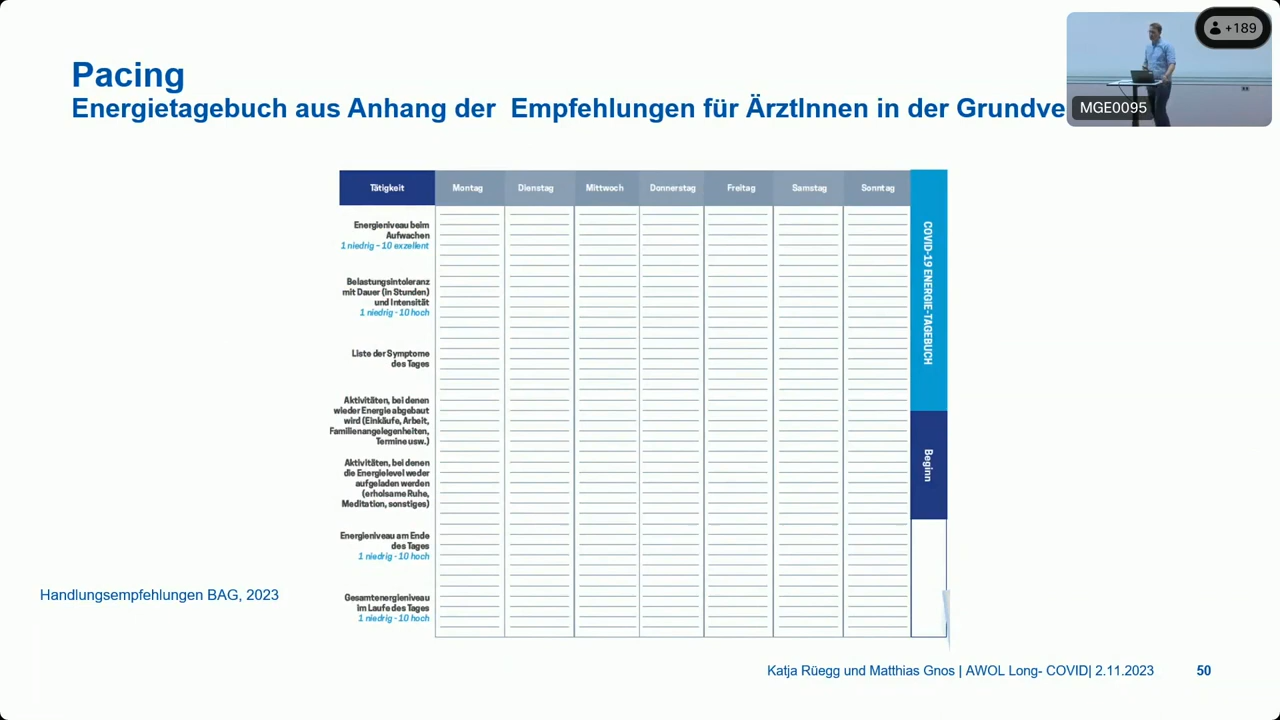 Pacing
Energietagebuch aus Anhang der Empfehlungen für ÄrztInnen in der Grundve
+189
MGE0095
Tätigkeit
Montag
Dienstag
Mittwoch
Donnerstag
Freitag
Samstag
Sonntag
Energieniveau beim
Aufwachen
1 niedrig - 10 exzellent
Belastungsintoleranz
mit Dauer (in Stunden)
und Intensität
1 niedrig - 10 hoch
Liste der Symptome
des Tages
Aktivitäten, bei denen
wieder Energie abgebaut
wird (Einkäufe, Arbeit,
Familienangelegenheiten,
Termine usw.)
Aktivitäten, bei denen
die Energielevel weder
aufgeladen werden
(erholsame Ruhe,
Meditation, sonstiges)
Energieniveau am Ende
des Tages
1 niedrig - 10 hoch
Gesamtenergieniveau
im Laufe des Tages
1 niedrig - 10 hoch
COVID-19 ENERGIE-TAGEBUCH
Beginn
Handlungsempfehlungen BAG, 2023
Katja Rüegg und Matthias Gnos | AWOL Long- COVID| 2.11.2023
50